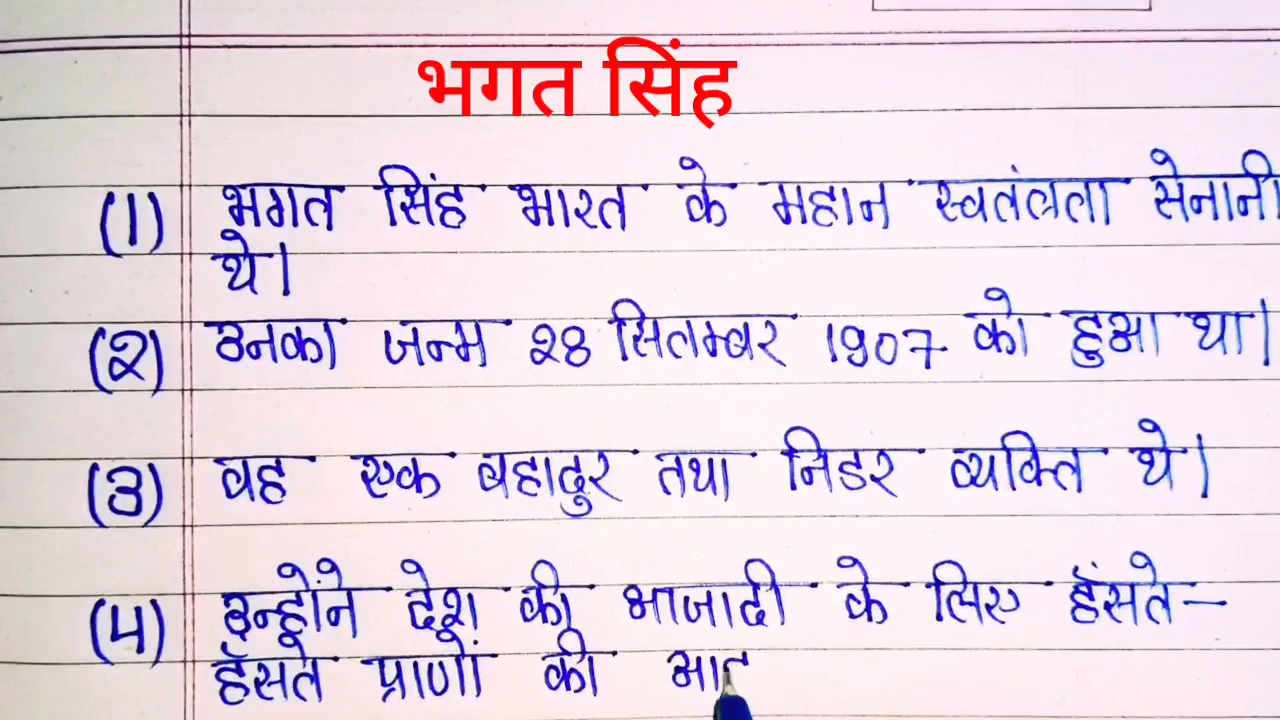 भगत सिंह
(1) भगत सिंह भारत के महान स्वतंत्रता सेनानी
थे।
(2) उनका जन्म 28 सितम्बर 1907 को हुआ था।
(3) वह एक बहादुर तथा निडर व्यक्ति थे।
(4) इन्होंने देश की आजादी के लिए हँसते-
हँसते प्राणों की